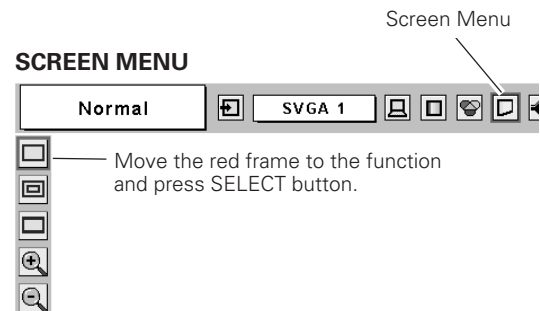 Screen Menu
SCREEN MENU
Normal
SVGA 1
Move the red frame to the function
and press SELECT button.